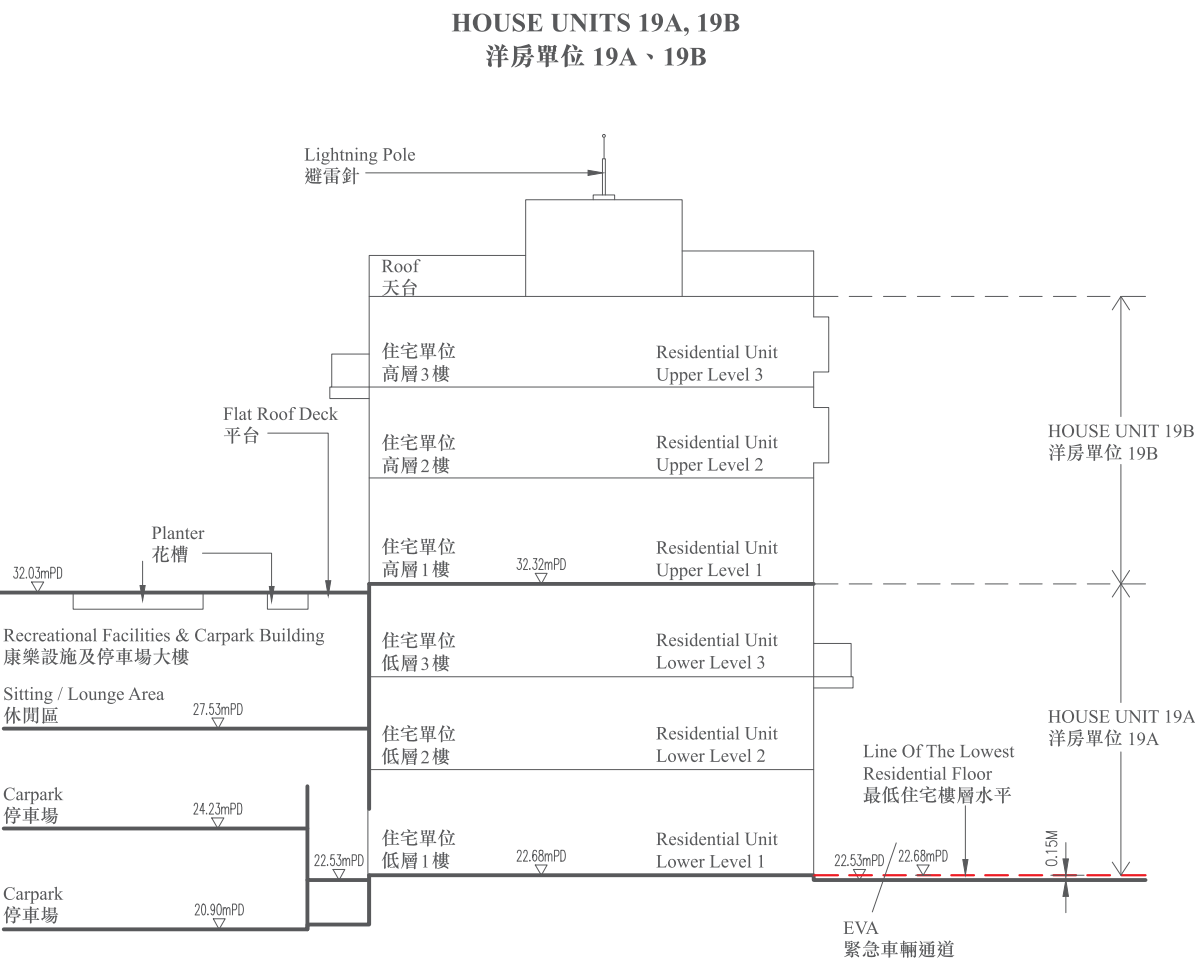 HOUSE UNITS 19A, 19B
洋房單位 19A、19B
Lightning Pole
避雷針
Roof
天台
住宅單位
高層3樓
Residential Unit
Upper Level 3
Flat Roof Deck
平台
住宅單位
高層2樓
Residential Unit
Upper Level 2
HOUSE UNIT 19B
洋房單位 19B
Planter
花槽
32.03mPD
住宅單位
高層1樓
32.32mPD
Residential Unit
Upper Level 1
Recreational Facilities & Carpark Building
康樂設施及停車場大樓
住宅單位
低層3樓
Residential Unit
Lower Level 3
Sitting / Lounge Area
休閒區
27.53mPD
住宅單位
低層2樓
Residential Unit
Lower Level 2
HOUSE UNIT 19A
洋房單位 19A
Line Of The Lowest
Residential Floor
最低住宅樓層水平
Carpark
停車場
24.23mPD
22.53mPD
住宅單位
低層1樓
22.68mPD
Residential Unit
Lower Level 1
22.53mPD
22.68mPD
0.15M
Carpark
停車場
20.90mPD
EVA
緊急車輛通道